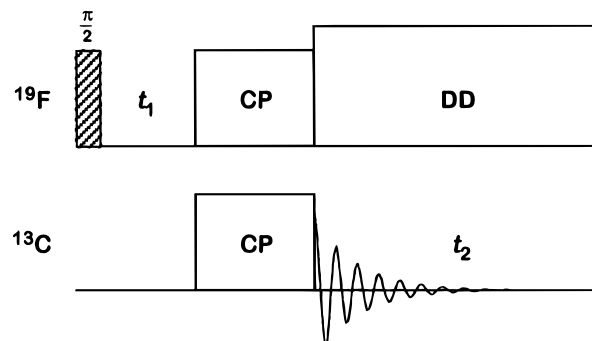 π/2
¹⁹F t₁ CP DD
¹³C CP t₂